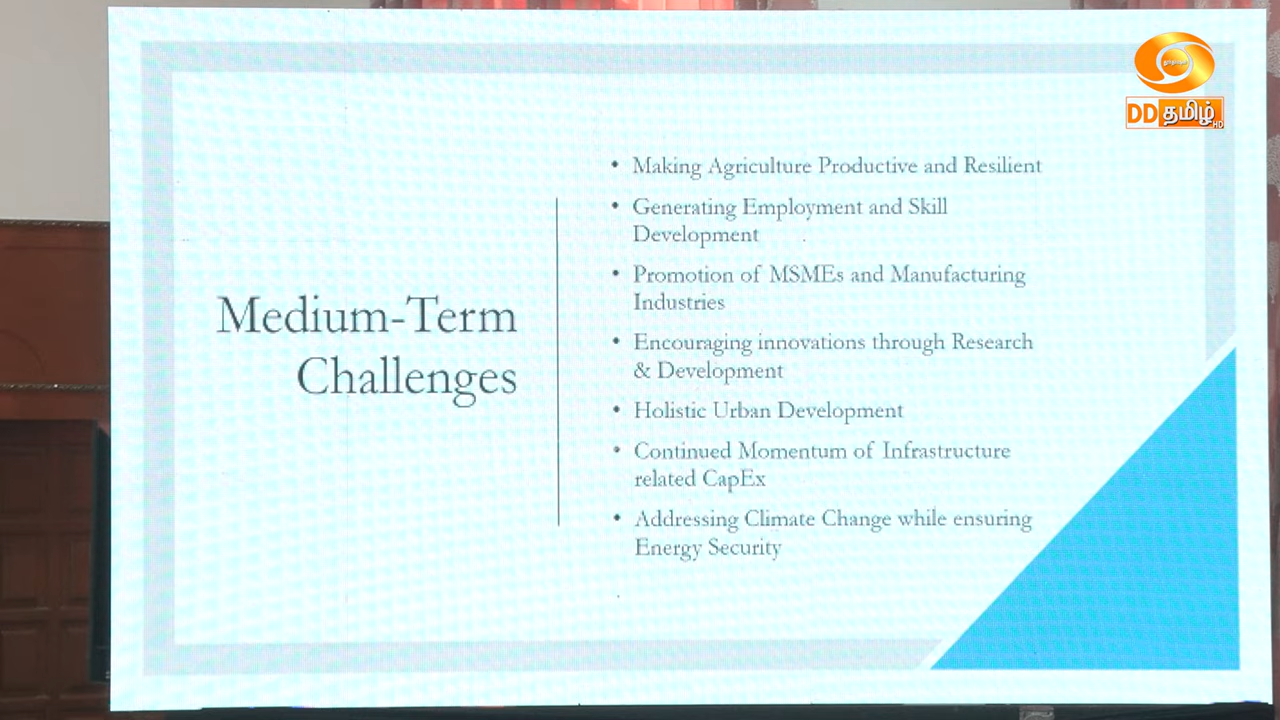 DD தமிழ் HD
Medium-Term
Challenges
• Making Agriculture Productive and Resilient
• Generating Employment and Skill
Development
• Promotion of MSMEs and Manufacturing
Industries
• Encouraging innovations through Research
& Development
• Holistic Urban Development
• Continued Momentum of Infrastructure
related CapEx
• Addressing Climate Change while ensuring
Energy Security